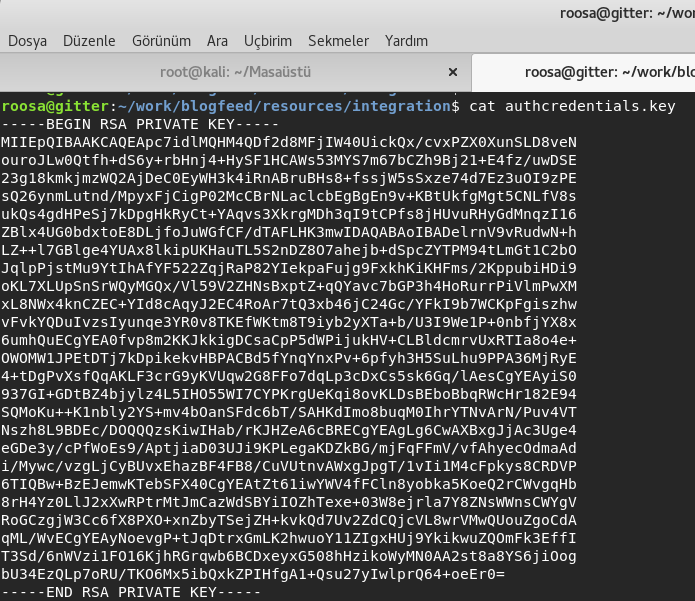 roosa@gitter: ~/wor
Dosya Düzenle Görünüm Ara Uçbirim Sekmeler Yardım
root@kali: ~/Masaüstü × roosa@gitter: ~/work/blo
roosa@gitter:~/work/blogfeed/resources/integration$ cat authcredentials.key
-----BEGIN RSA PRIVATE KEY-----
MIIEpQIBAAKCAQEApc7idlMQHM4QDf2d8MFjIW40UickQx/cvxPZX0XunSLD8veN
ouroJLw0Qtfh+dS6y+rbHnj4+HySF1HCAWs53MYS7m67bCZh9Bj21+E4fz/uwDSE
23g18kmkjmzWQ2AjDeC0EyWH3k4iRnABruBHs8+fssjW5sSxze74d7Ez3uOI9zPE
sQ26ynmLutnd/MpyxFjCigP02McCBrNLaclcbEgBgEn9v+KBtUkfgMgt5CNLfV8s
ukQs4gdHPeSj7kDpgHkRyCt+YAqvs3XkrgMDh3qI9tCPfs8jHUvuRHyGdMnqzI16
ZBlx4UG0bdxtoE8DLjfoJuWGfCF/dTAFLHK3mwIDAQABAoIBADelrnV9vRudwN+h
LZ++l7GBlge4YUAx8lkipUKHauTL5S2nDZ8O7ahejb+dSpcZYTPM94tLmGt1C2bO
JqlpPjstMu9YtIhAfYF522ZqjRaP82YIekpaFujg9FxkhKiKHFms/2KppubiHDi9
oKL7XLUpSnSrWQyMGQx/Vl59V2ZHNsBxptZ+qQYavc7bGP3h4HoRurrPiVlmPwXM
xL8NWx4knCZEC+YId8cAqyJ2EC4RoAr7tQ3xb46jC24Gc/YFkI9b7WCKpFgiszhw
vFvkYQDuIvzsIyunqe3YR0v8TKEfWKtm8T9iyb2yXTa+b/U3I9We1P+0nbfjYX8x
6umhQuECgYEA0fvp8m2KKJkkigDCsaCpP5dWPijukHV+CLBldcmrvUxRTIa8o4e+
OWOMW1JPEtDTj7kDpikekvHBPACBd5fYnqYnxPv+6pfyh3H5SuLhu9PPA36MjRyE
4+tDgPvXsfQqAKLF3crG9yKVUqw2G8FFo7dqLp3cDxCs5sk6Gq/lAesCgYEAyiS0
937GI+GDtBZ4bjylz4L5IHO55WI7CYPKrgUeKqi8ovKLDsBEboBbqRWcHr182E94
SQMoKu++K1nbly2YS+mv4bOanSFdc6bT/SAHKdImo8buqM0IhrYTNvArN/Puv4VT
Nszh8L9BDEc/DOQQQzsKiwIHab/rKJHZeA6cBRECgYEAgLg6CwAXBxgJjAc3Uge4
eGDe3y/cPfWoEs9/AptjiaD03UJi9KPLegaKDZkBG/mjFqFFmV/vfAhyecOdmaAd
i/Mywc/vzgLjCyBUvxEhazBF4FB8/CuVUtnvAWxgJpgT/1vIi1M4cFpkys8CRDVP
6TIQBw+BzEJemwKTebSFX40CgYEAtZt61iwYWV4fFCln8yobka5KoeQ2rCWvgqHb
8rH4Yz0LlJ2xXwRPtrMtJmCazWdSBYiIOZhTexe+03W8ejrla7Y8ZNsWWnsCWYgV
RoGCzgjW3Cc6fX8PXO+xnZbyTSejZH+kvkQd7Uv2ZdCQjcVL8wrVMwQUouZgoCdA
qML/WvECgYEAyNoevgP+tJqDtrxGmLK2hwuoY11ZIgxHUj9YkikwuZQOmFk3EffI
T3Sd/6nWVzi1FO16KjhRGrqwb6BCDxeyxG508hHzikoWyMN0AA2st8a8YS6jiOog
bU34EzQLp7oRU/TKO6Mx5ibQxkZPIHfgA1+Qsu27yIwlprQ64+oeEr0=
-----END RSA PRIVATE KEY-----